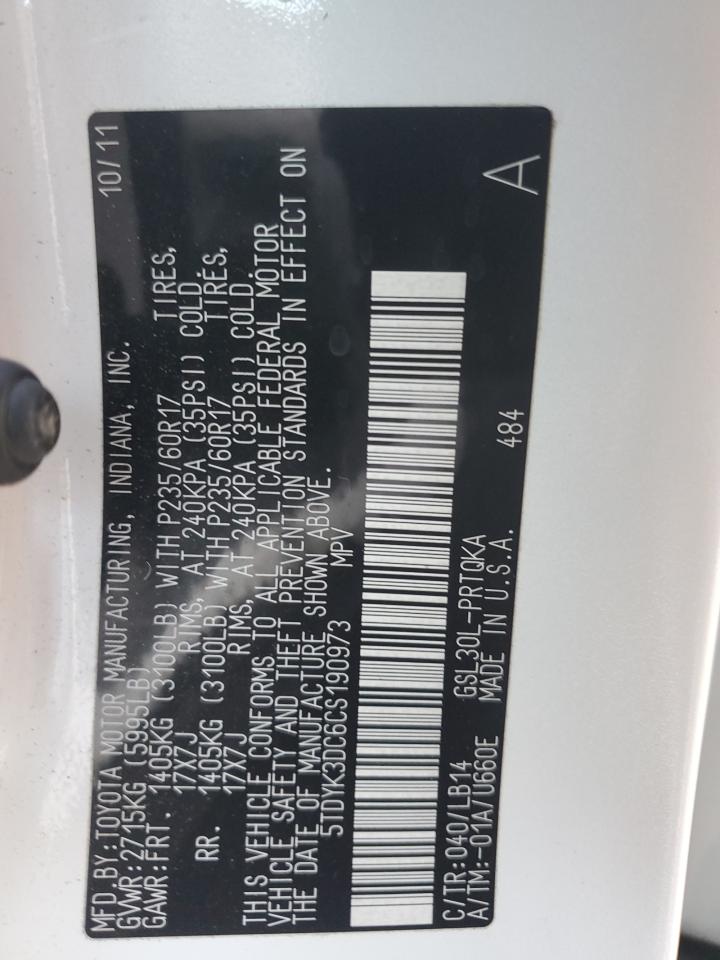 MFD.BY:TOYOTA MOTOR MANUFACTURING, INDIANA, INC. 10/11
GVWR:2715KG (5995LB)
GAWR:FRT. 1405KG (3100LB) WITH P235/60R17 TIRES,
17X7J RIMS, AT 240KPA (35PSI) COLD.
RR. 1405KG (3100LB) WITH P235/60R17 TIRES,
17X7J RIMS, AT 240KPA (35PSI) COLD.
THIS VEHICLE CONFORMS TO ALL APPLICABLE FEDERAL MOTOR
VEHICLE SAFETY AND THEFT PREVENTION STANDARDS IN EFFECT ON
THE DATE OF MANUFACTURE SHOWN ABOVE.
5TDYK3DC6CS190973 MPV
C/TR:040/LB14 GSL30L-PRTQKA
A/TM:-01A/U660E MADE IN U.S.A. 484 A